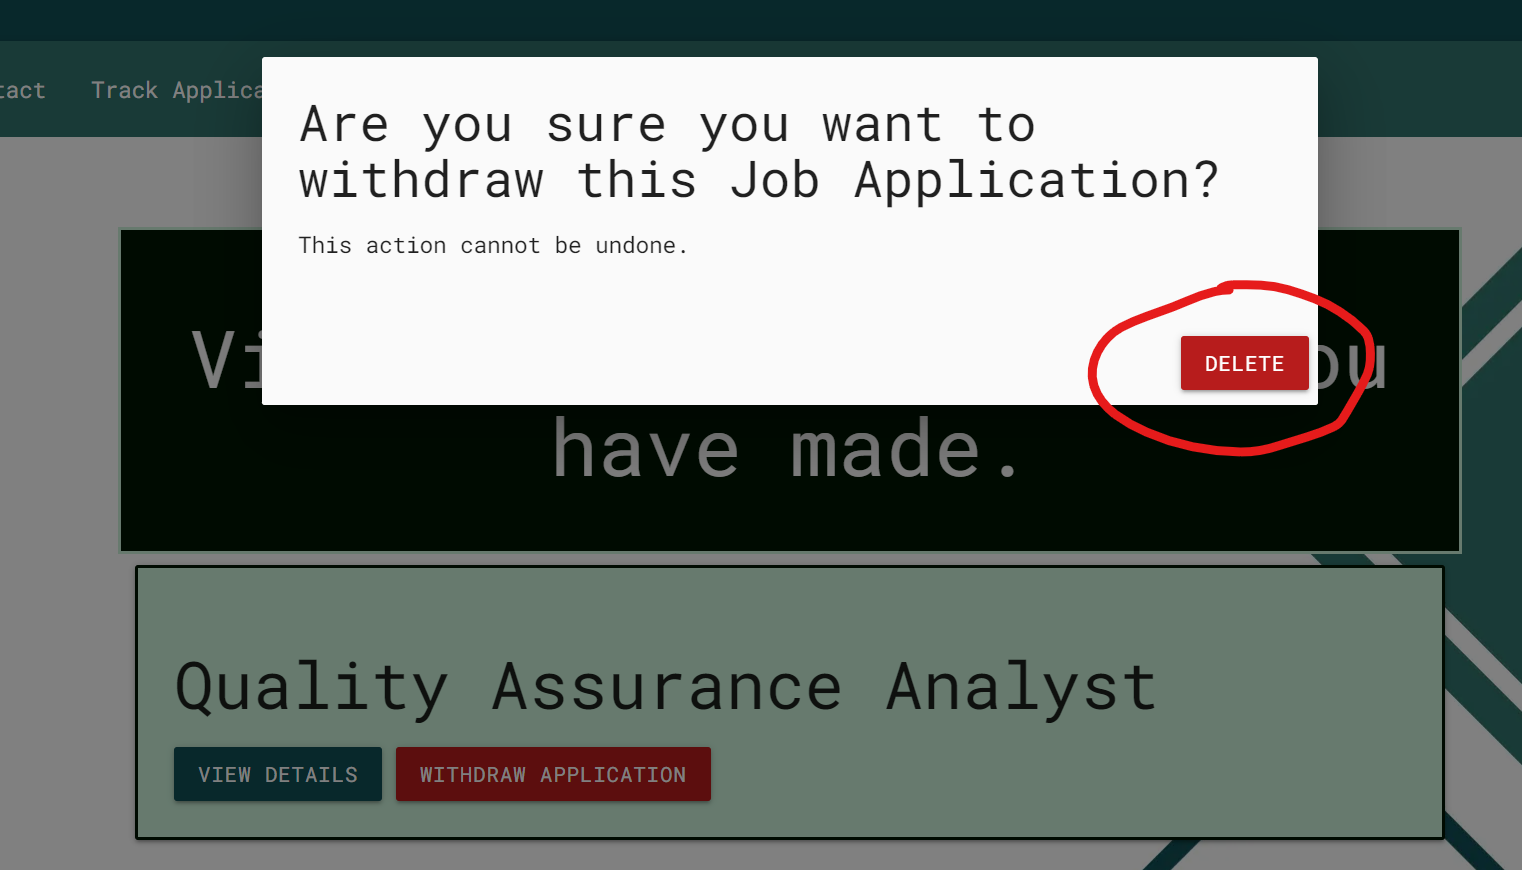 tact Track Applica
Are you sure you want to
withdraw this Job Application?
This action cannot be undone.
DELETE
Vi ou
have made.
Quality Assurance Analyst
VIEW DETAILS WITHDRAW APPLICATION